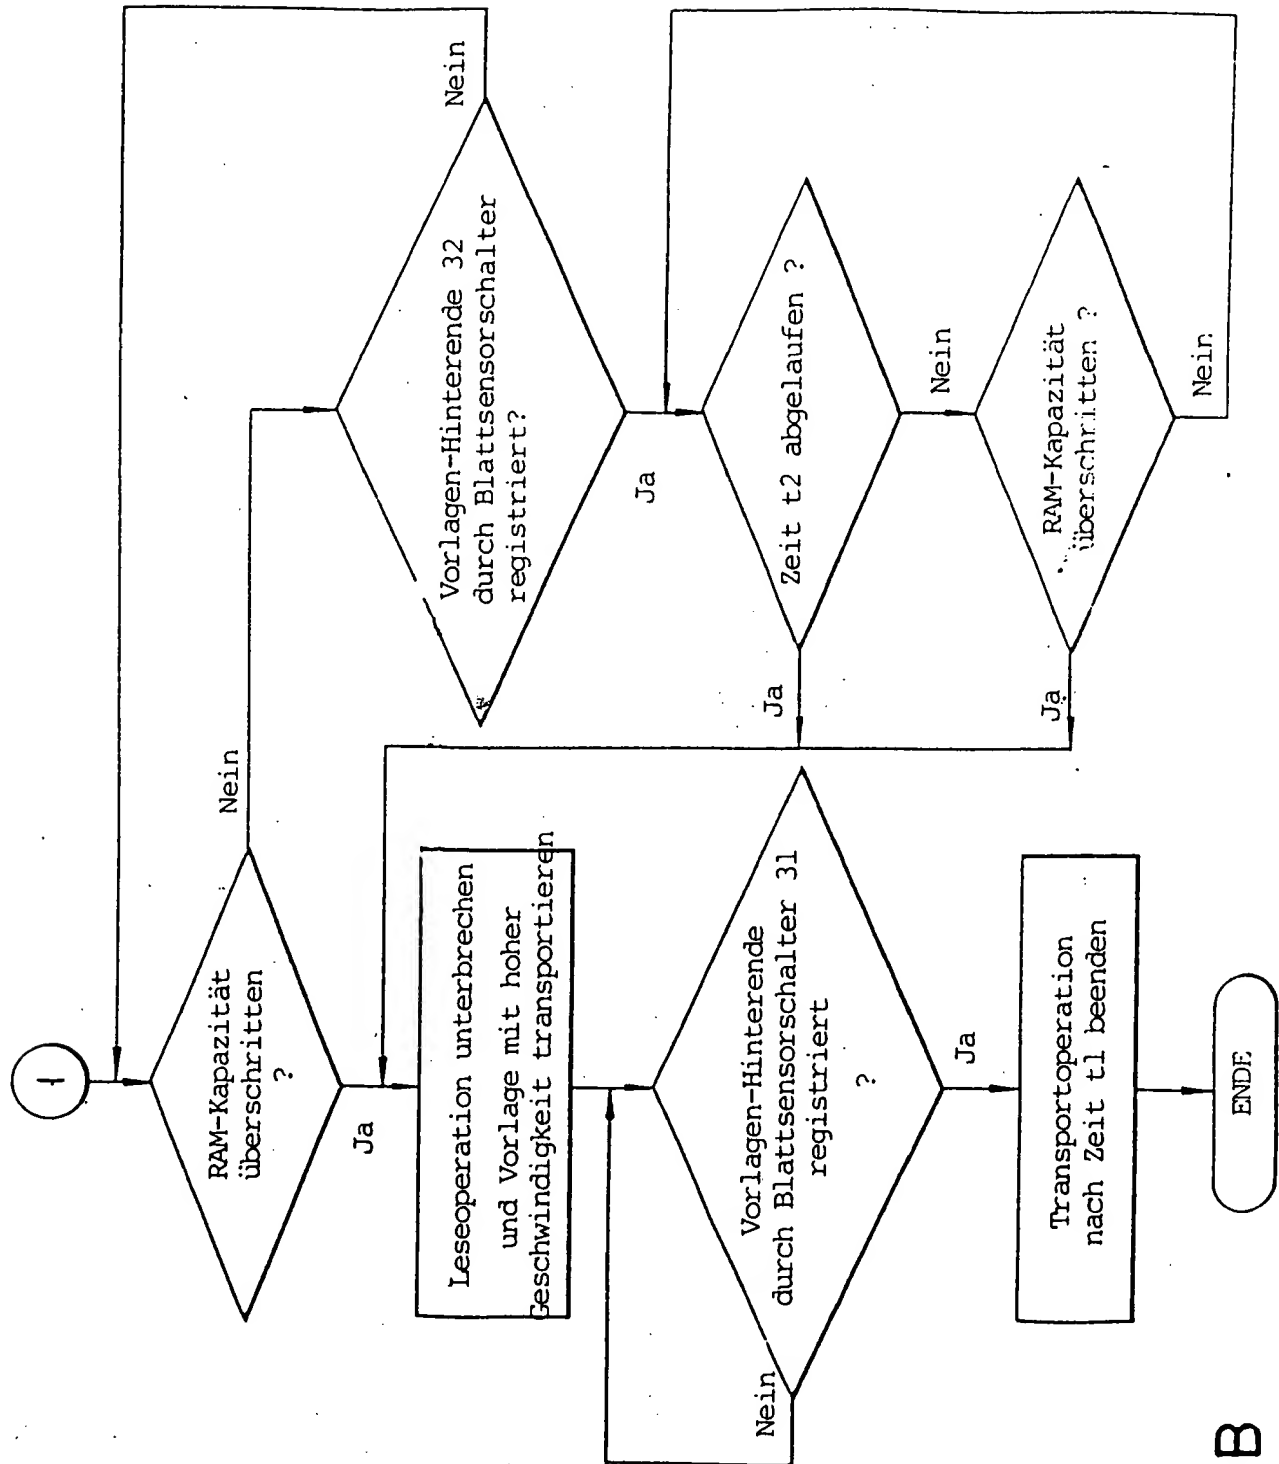 1
RAM-Kapazität
überschritten
?
Nein
Ja
Vorlagen-Hinterende 32
durch Blattsensorschalter
registriert?
Nein
Ja
Leseoperation unterbrechen
und Vorlage mit hoher
Geschwindigkeit transportieren
Zeit t2 abgelaufen ?
Ja
Nein
RAM-Kapazität
überschritten ?
Ja
Nein
Vorlagen-Hinterende
durch Blattsensorschalter 31
registriert
?
Nein
Ja
Transportoperation
nach Zeit t1 beenden
ENDE
B